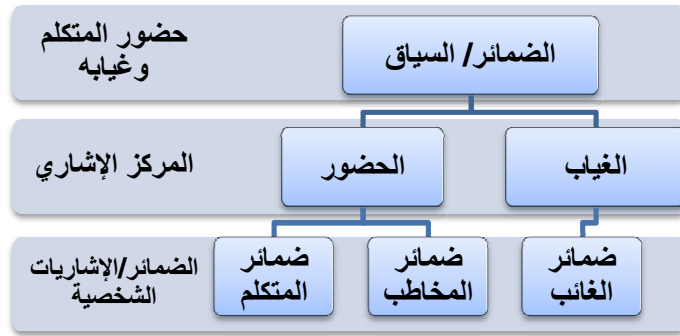 حضور المتكلم
وغيابه
الضمائر/ السياق
المركز الإشاري
الحضور
الغياب
الضمائر/الإشاريات
الشخصية
ضمائر
المتكلم
ضمائر
المخاطب
ضمائر
الغائب